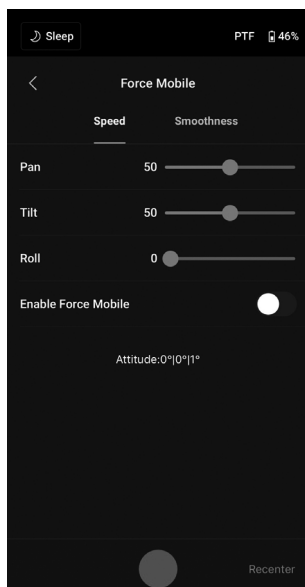 Sleep PTF 46%
Force Mobile
Speed Smoothness
Pan 50
Tilt 50
Roll 0
Enable Force Mobile
Attitude:0°|0°|1°
Recenter